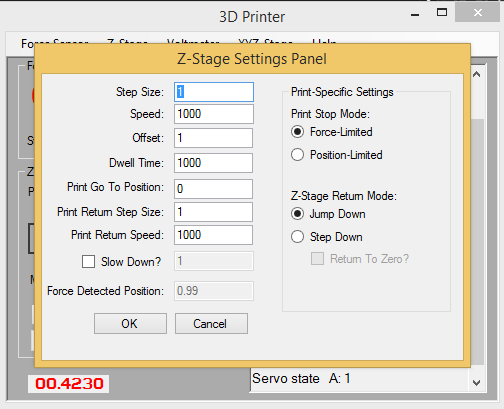 3D Printer
Force Sensor Z-Stage Voltmeter XYZ-Stage Help
Z-Stage Settings Panel
Step Size: 1
Speed: 1000
Offset: 1
Dwell Time: 1000
Print Go To Position: 0
Print Return Step Size: 1
Print Return Speed: 1000
Slow Down? 1
Force Detected Position: 0.99
OK Cancel
Print-Specific Settings
Print Stop Mode:
Force-Limited
Position-Limited
Z-Stage Return Mode:
Jump Down
Step Down
Return To Zero?
00.4230
Servo state A: 1